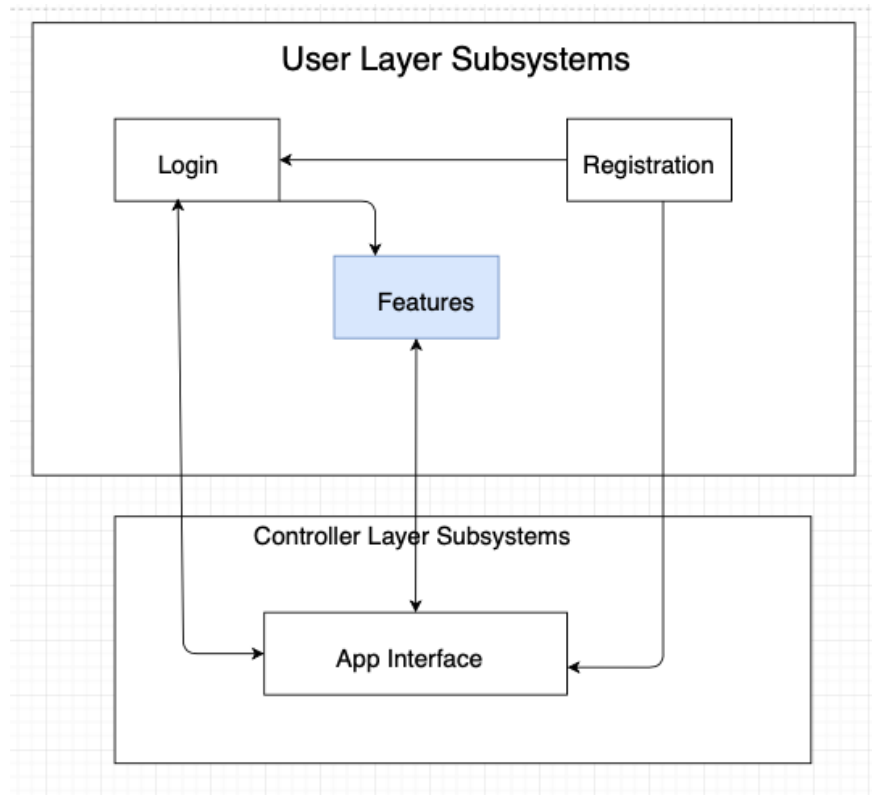 User Layer Subsystems
Login
Registration
Features
Controller Layer Subsystems
App Interface